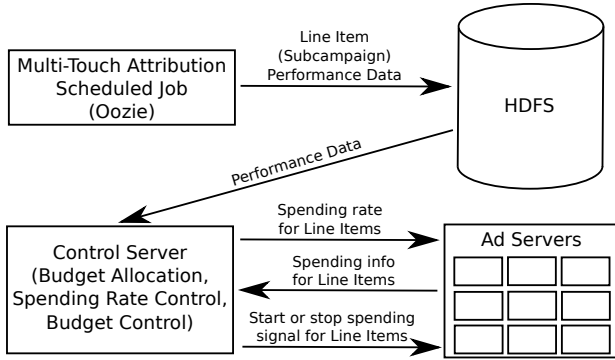 Multi-Touch Attribution
Scheduled Job
(Oozie)
Line Item
(Subcampaign)
Performance Data
HDFS
Performance Data
Control Server
(Budget Allocation,
Spending Rate Control,
Budget Control)
Spending rate
for Line Items
Spending info
for Line Items
Start or stop spending
signal for Line Items
Ad Servers